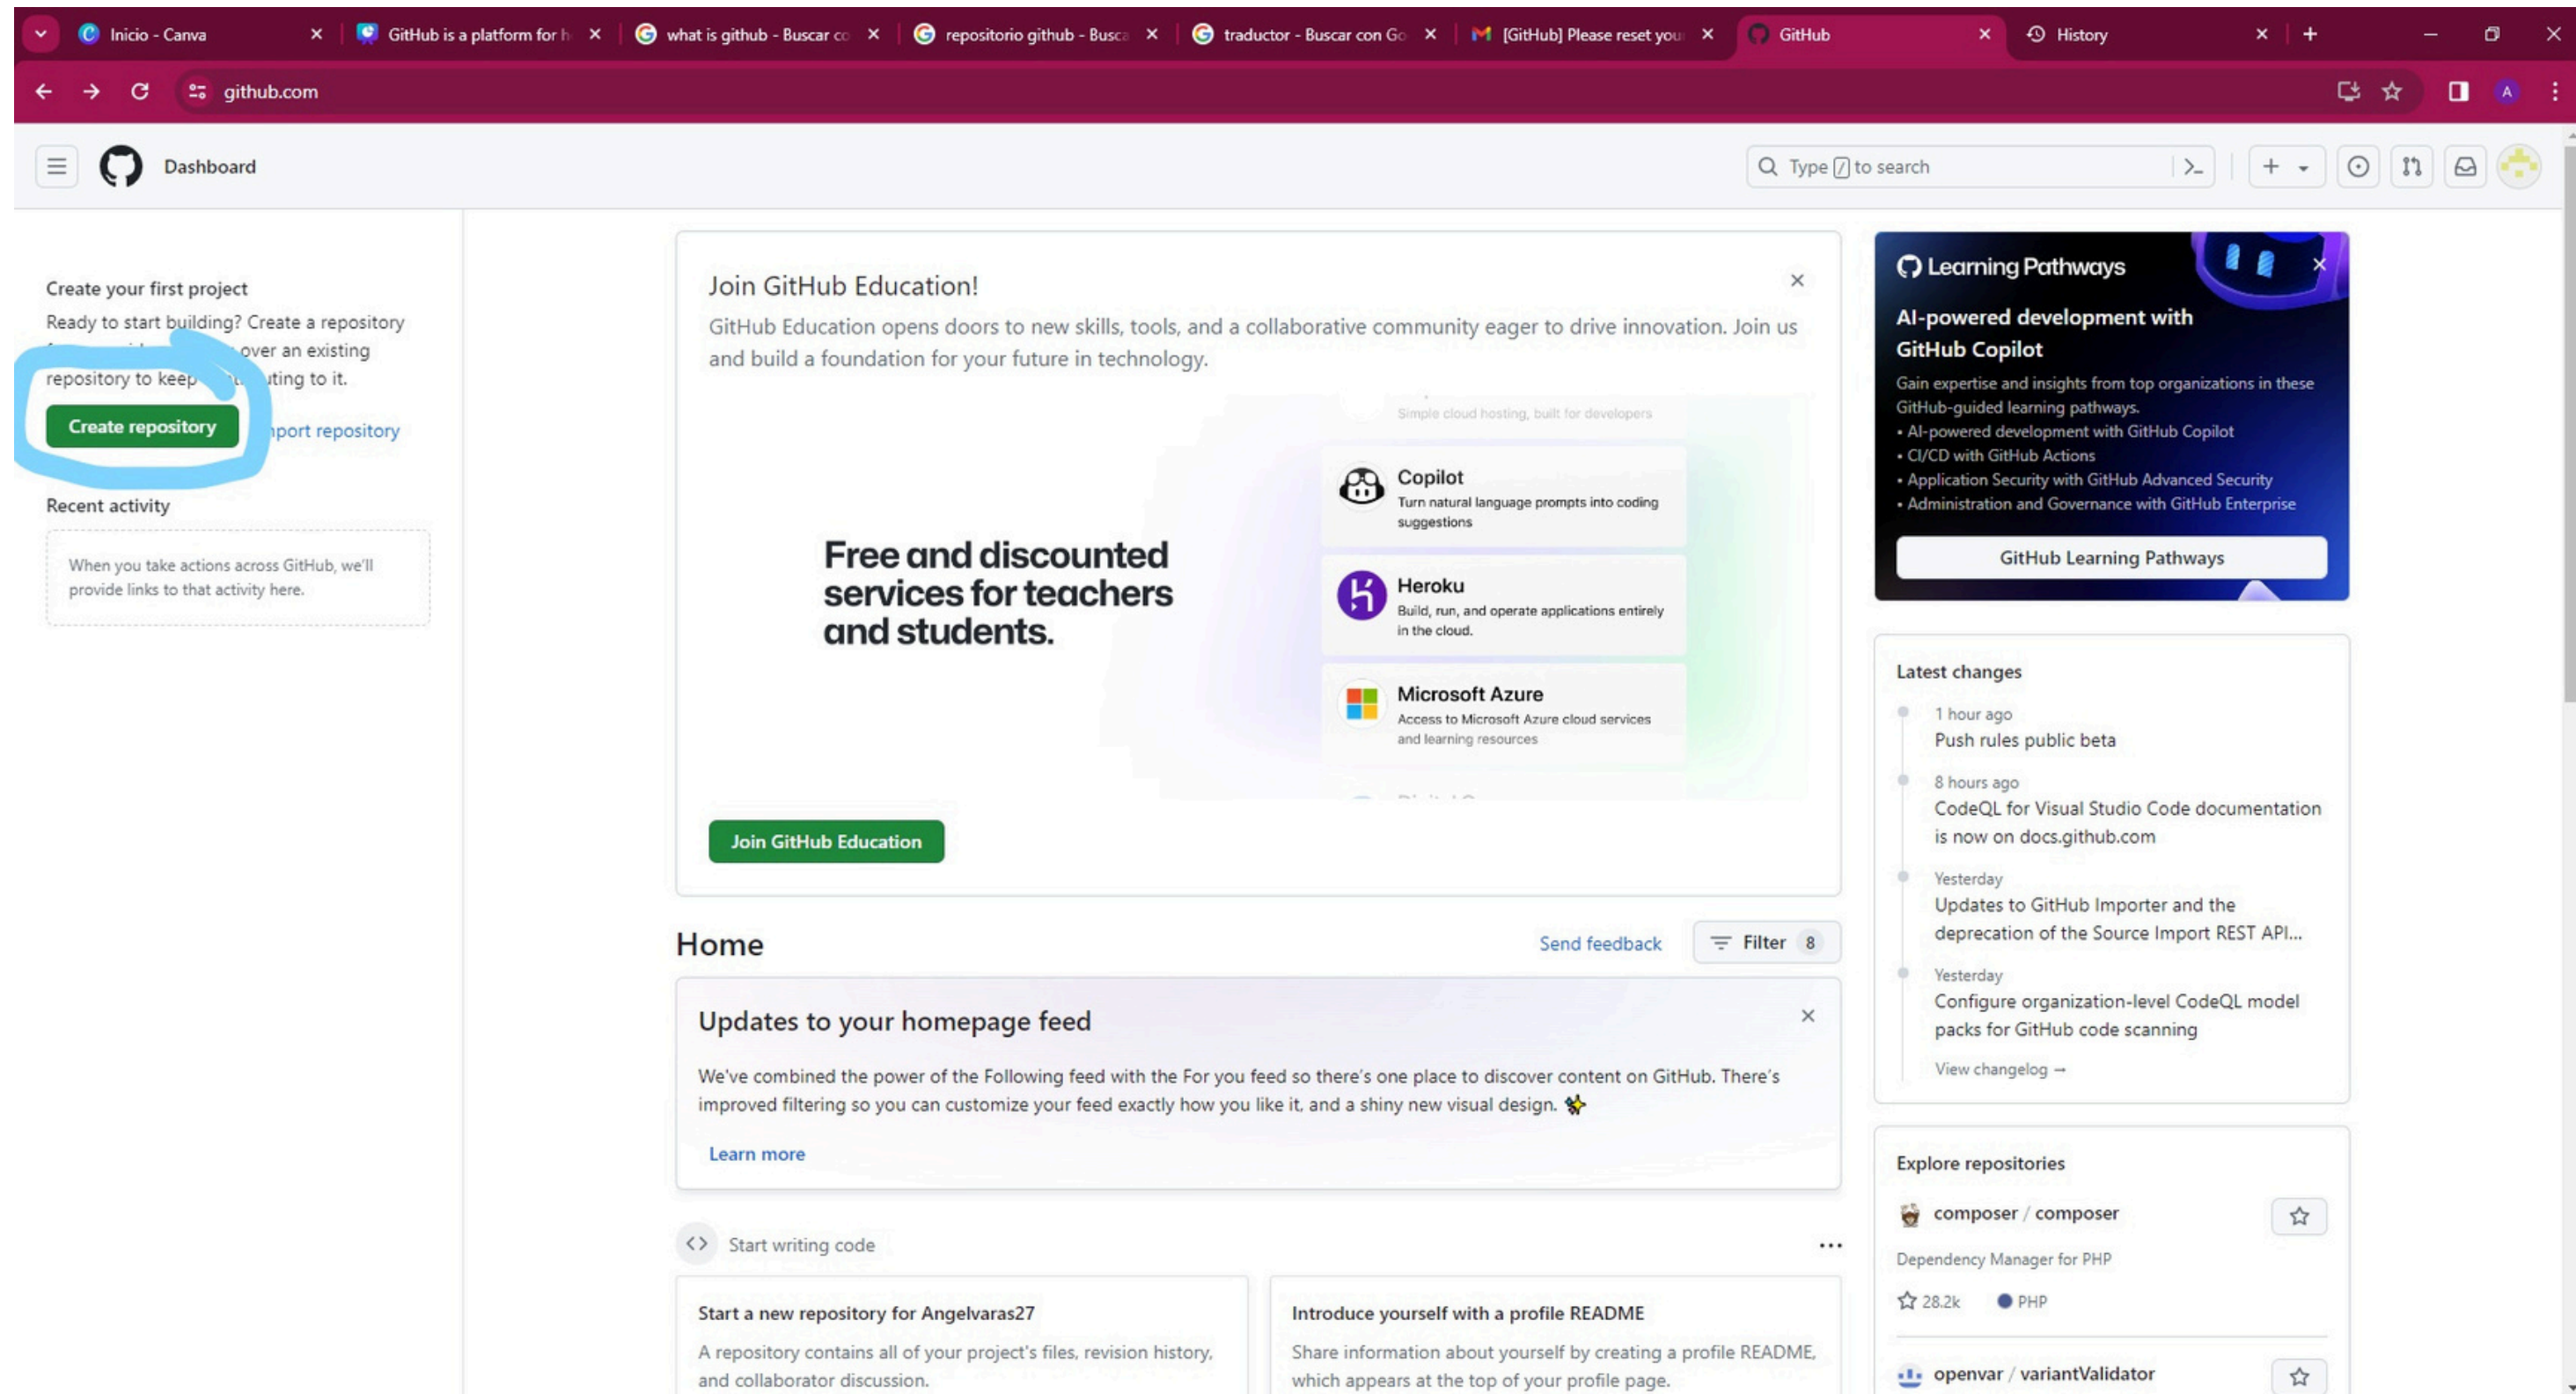 Inicio - Canva
GitHub is a platform for h
what is github - Buscar co
repositorio github - Busca
traductor - Buscar con Go
[GitHub] Please reset you
GitHub
History
github.com
A
Dashboard
Type / to search
Create your first project
Ready to start building? Create a repository
over an existing
repository to keep uting to it.
Create repository
port repository
Recent activity
When you take actions across GitHub, we'll
provide links to that activity here.
Join GitHub Education!
GitHub Education opens doors to new skills, tools, and a collaborative community eager to drive innovation. Join us
and build a foundation for your future in technology.
Free and discounted
services for teachers
and students.
Simple cloud hosting, built for developers
Copilot
Turn natural language prompts into coding
suggestions
Heroku
Build, run, and operate applications entirely
in the cloud.
Microsoft Azure
Access to Microsoft Azure cloud services
and learning resources
Join GitHub Education
Home
Send feedback
Filter 8
Updates to your homepage feed
We've combined the power of the Following feed with the For you feed so there's one place to discover content on GitHub. There's
improved filtering so you can customize your feed exactly how you like it, and a shiny new visual design. ✨
Learn more
Start writing code
Start a new repository for Angelvaras27
A repository contains all of your project's files, revision history,
and collaborator discussion.
Introduce yourself with a profile README
Share information about yourself by creating a profile README,
which appears at the top of your profile page.
Learning Pathways
AI-powered development with
GitHub Copilot
Gain expertise and insights from top organizations in these
GitHub-guided learning pathways.
• AI-powered development with GitHub Copilot
• CI/CD with GitHub Actions
• Application Security with GitHub Advanced Security
• Administration and Governance with GitHub Enterprise
GitHub Learning Pathways
Latest changes
1 hour ago
Push rules public beta
8 hours ago
CodeQL for Visual Studio Code documentation
is now on docs.github.com
Yesterday
Updates to GitHub Importer and the
deprecation of the Source Import REST API...
Yesterday
Configure organization-level CodeQL model
packs for GitHub code scanning
View changelog →
Explore repositories
composer / composer
Dependency Manager for PHP
28.2k PHP
openvar / variantValidator